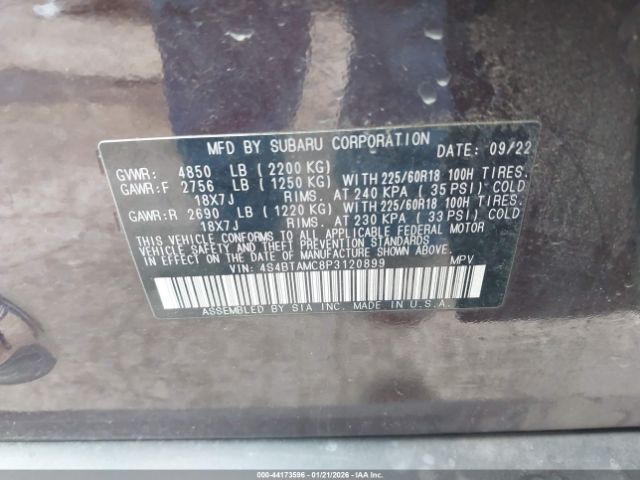 MFD BY SUBARU CORPORATION DATE: 09/22
GVWR: 4850 LB (2200 KG)
GAWR:F 2756 LB (1250 KG) WITH 225/60R18 100H TIRES.
18X7J RIMS. AT 240 KPA (35 PSI) COLD
GAWR:R 2690 LB (1220 KG) WITH 225/60R18 100H TIRES.
18X7J RIMS. AT 230 KPA (33 PSI) COLD
THIS VEHICLE CONFORMS TO ALL APPLICABLE FEDERAL MOTOR
VEHICLE SAFETY AND THEFT PREVENTION STANDARDS
IN EFFECT ON THE DATE OF MANUFACTURE SHOWN ABOVE.
VIN: 4S4BTAMC8P3120899 MPV
ASSEMBLED BY SIA INC. MADE IN U.S.A.
000-44173596 - 01/21/2026 - COPYRIGHT IAA, LLC.